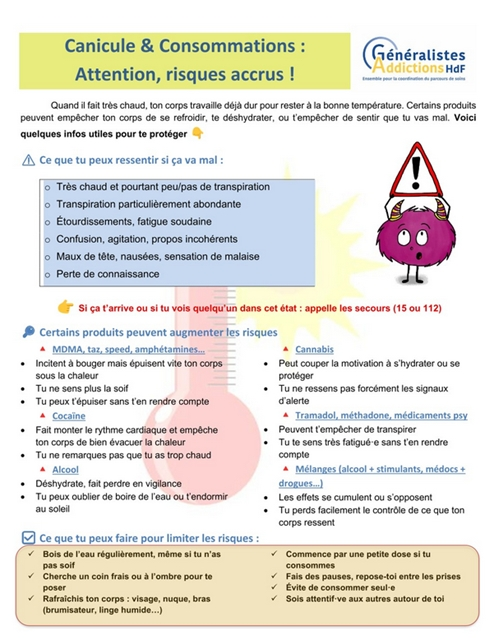 Canicule & Consommations :
Attention, risques accrus !
Généralistes
Addictions HdF
Ensemble pour la coordination du parcours de soins
Quand il fait très chaud, ton corps travaille déjà dur pour rester à la bonne température. Certains produits
peuvent empêcher ton corps de se refroidir, te déshydrater, ou t'empêcher de sentir que tu vas mal. Voici
quelques infos utiles pour te protéger 👇
⚠ Ce que tu peux ressentir si ça va mal :
o Très chaud et pourtant peu/pas de transpiration
o Transpiration particulièrement abondante
o Étourdissements, fatigue soudaine
o Confusion, agitation, propos incohérents
o Maux de tête, nausées, sensation de malaise
o Perte de connaissance
👉 Si ça t'arrive ou si tu vois quelqu'un dans cet état : appelle les secours (15 ou 112)
🔎 Certains produits peuvent augmenter les risques
🔺 MDMA, taz, speed, amphétamines…
• Incitent à bouger mais épuisent vite ton corps
sous la chaleur
• Tu ne sens plus la soif
• Tu peux t'épuiser sans t'en rendre compte
🔺 Cocaïne
• Fait monter le rythme cardiaque et empêche
ton corps de bien évacuer la chaleur
• Tu ne remarques pas que tu as trop chaud
🔺 Alcool
• Déshydrate, fait perdre en vigilance
• Tu peux oublier de boire de l'eau ou t'endormir
au soleil
🔺 Cannabis
• Peut couper la motivation à s'hydrater ou se
protéger
• Tu ne ressens pas forcément les signaux
d'alerte
🔺 Tramadol, méthadone, médicaments psy
• Peuvent t'empêcher de transpirer
• Tu te sens très fatigué·e sans t'en rendre
compte
🔺 Mélanges (alcool + stimulants, médocs +
drogues…)
• Les effets se cumulent ou s'opposent
• Tu perds facilement le contrôle de ce que ton
corps ressent
☑ Ce que tu peux faire pour limiter les risques :
✓ Bois de l'eau régulièrement, même si tu n'as
pas soif
✓ Cherche un coin frais ou à l'ombre pour te
poser
✓ Rafraîchis ton corps : visage, nuque, bras
(brumisateur, linge humide…)
✓ Commence par une petite dose si tu
consommes
✓ Fais des pauses, repose-toi entre les prises
✓ Évite de consommer seul·e
✓ Sois attentif·ve aux autres autour de toi